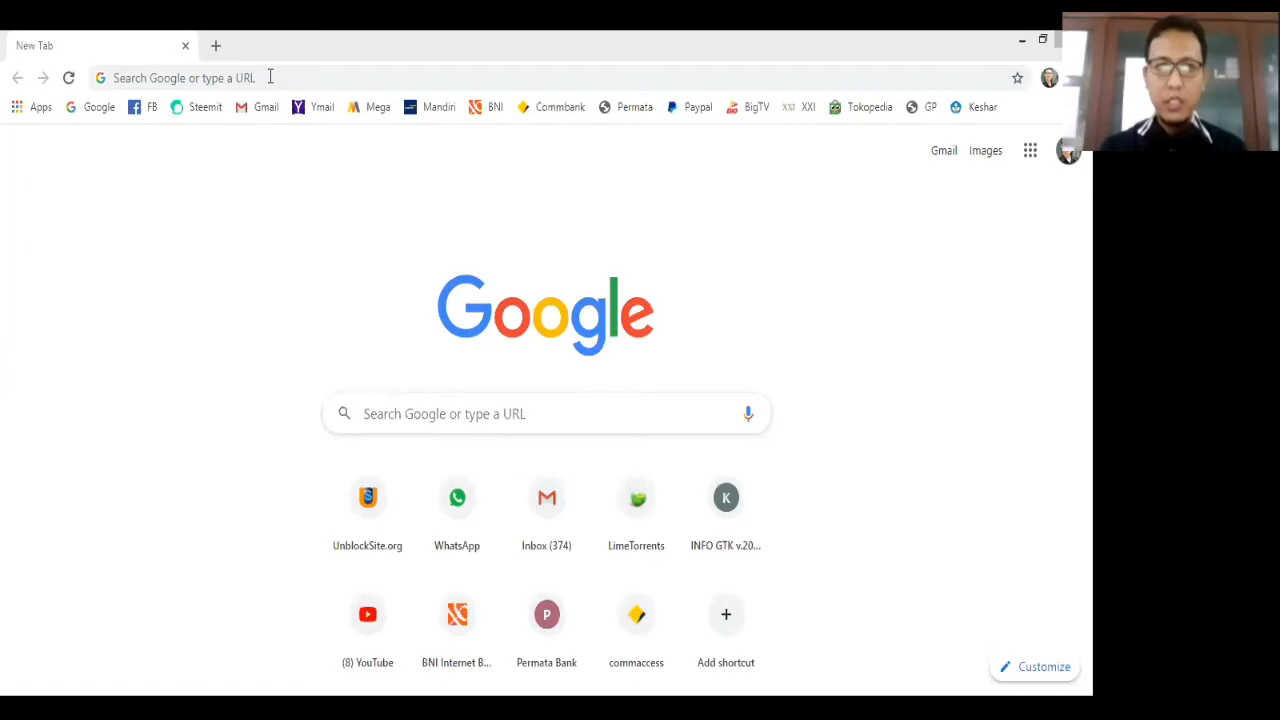 New Tab
Search Google or type a URL
Apps Google FB Steemit Gmail Ymail Mega Mandiri BNI Commbank Permata Paypal BigTV XXI XXI Tokopedia GP Keshar
Gmail Images
Google
Search Google or type a URL
UnblockSite.org WhatsApp Inbox (374) LimeTorrents INFO GTK v.20...
(8) YouTube BNI Internet B... Permata Bank commaccess Add shortcut
Customize